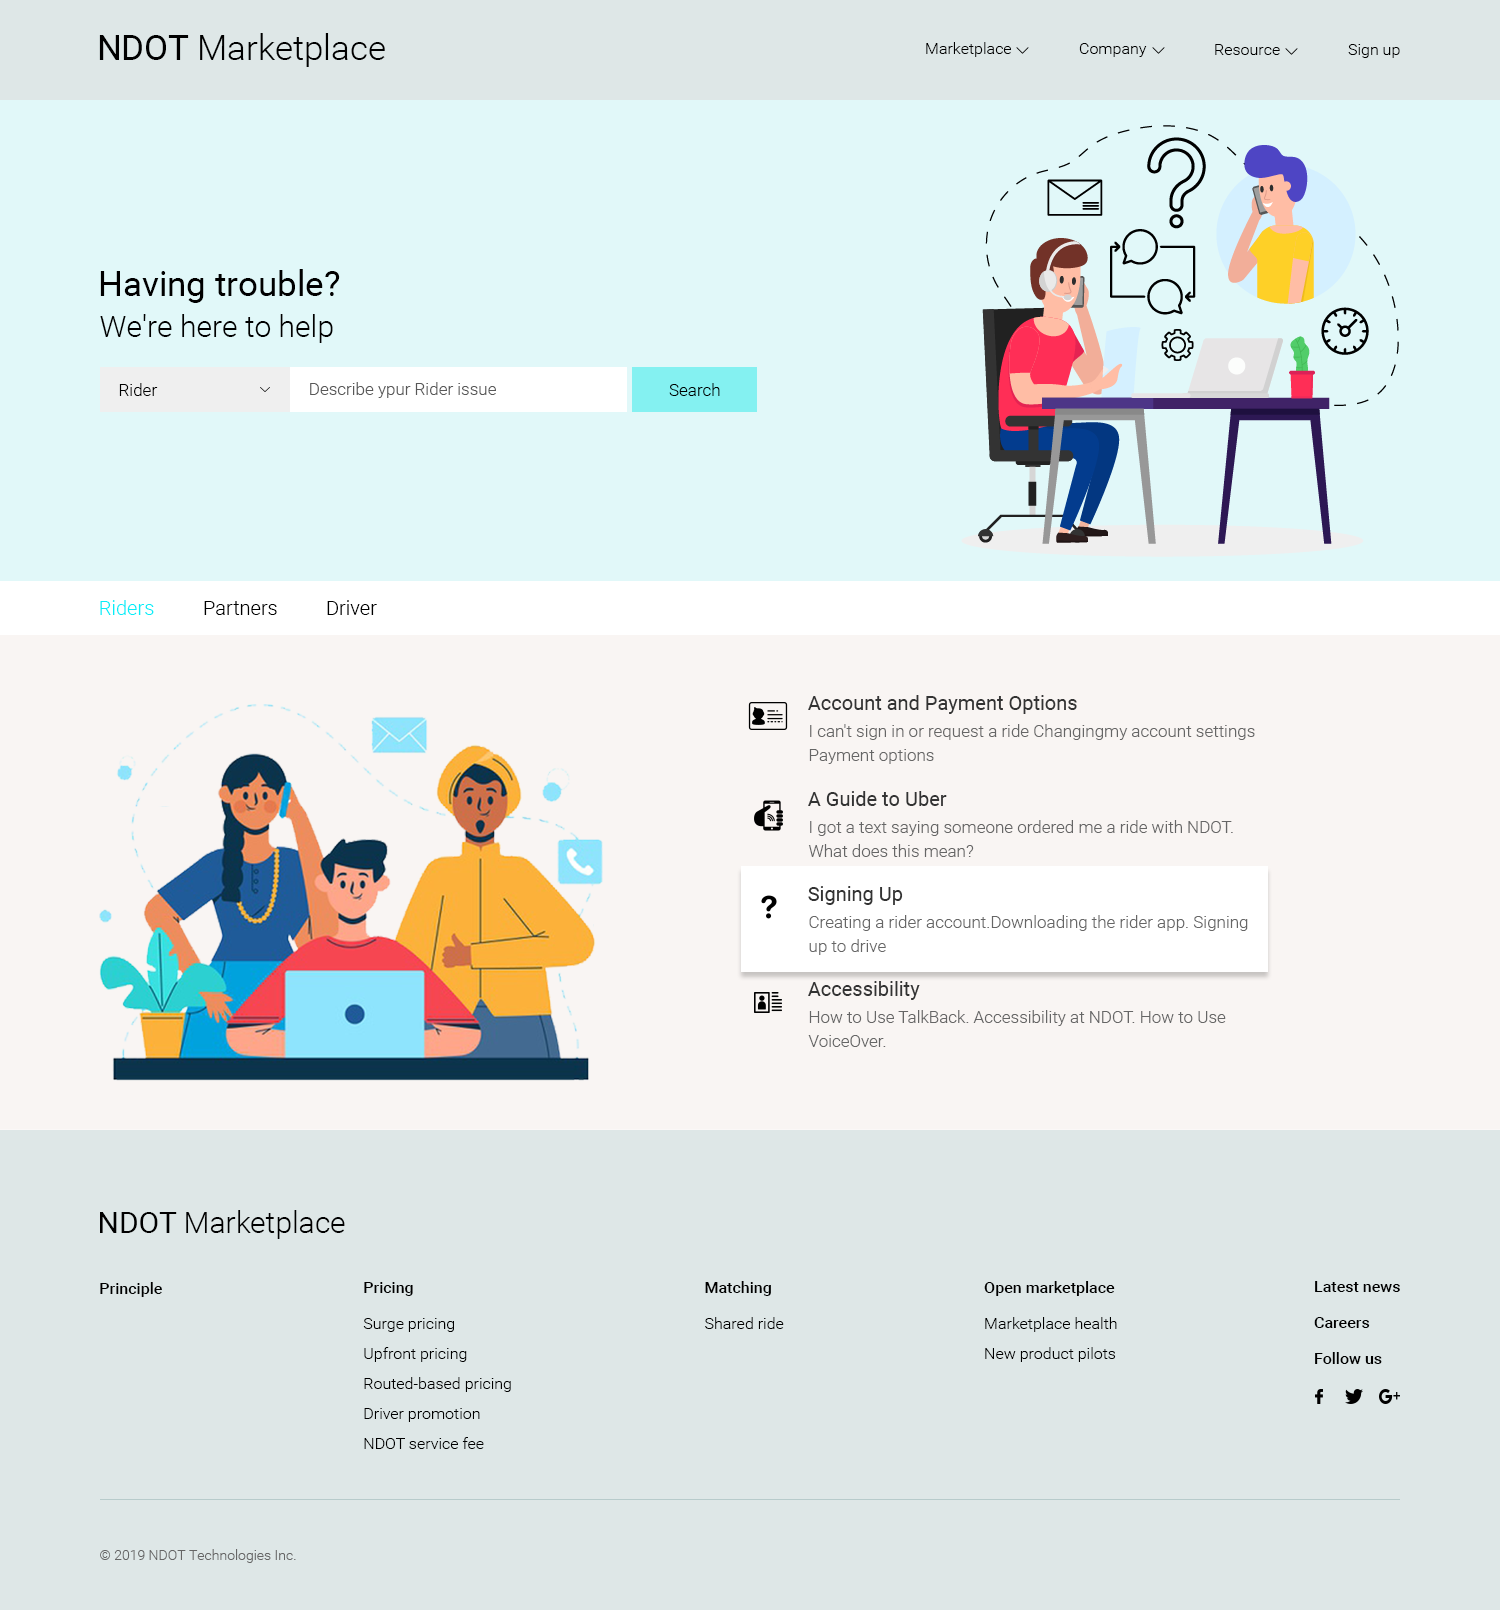 NDOT Marketplace
Marketplace
Company
Resource
Sign up
Having trouble?
We're here to help
Rider
Describe ypur Rider issue
Search
Riders
Partners
Driver
Account and Payment Options
I can't sign in or request a ride Changingmy account settings
Payment options
A Guide to Uber
I got a text saying someone ordered me a ride with NDOT.
What does this mean?
Signing Up
Creating a rider account.Downloading the rider app. Signing
up to drive
Accessibility
How to Use TalkBack. Accessibility at NDOT. How to Use
VoiceOver.
NDOT Marketplace
Principle
Pricing
Surge pricing
Upfront pricing
Routed-based pricing
Driver promotion
NDOT service fee
Matching
Shared ride
Open marketplace
Marketplace health
New product pilots
Latest news
Careers
Follow us
© 2019 NDOT Technologies Inc.